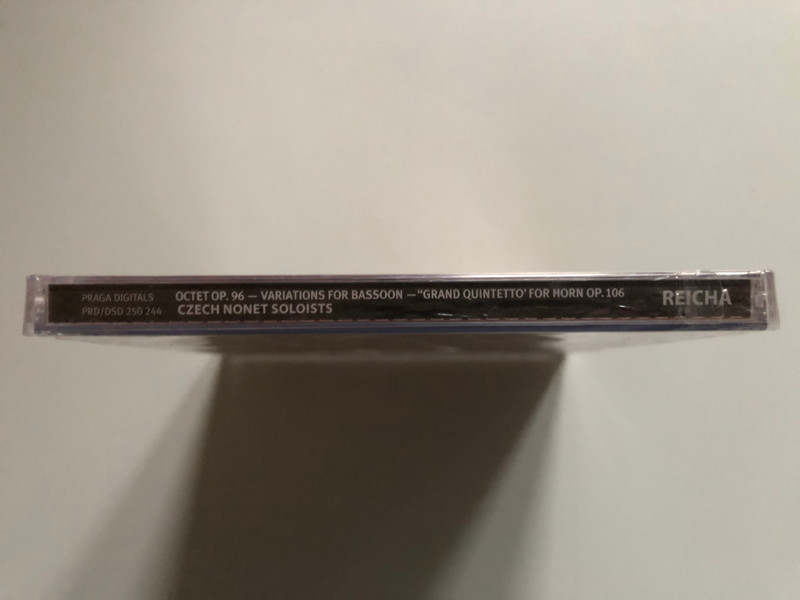 PRAGA DIGITALS
PRD/DSD 250 244
OCTET OP. 96 — VARIATIONS FOR BASSOON — “GRAND QUINTETTO' FOR HORN OP. 106
CZECH NONET SOLOISTS
REICHA